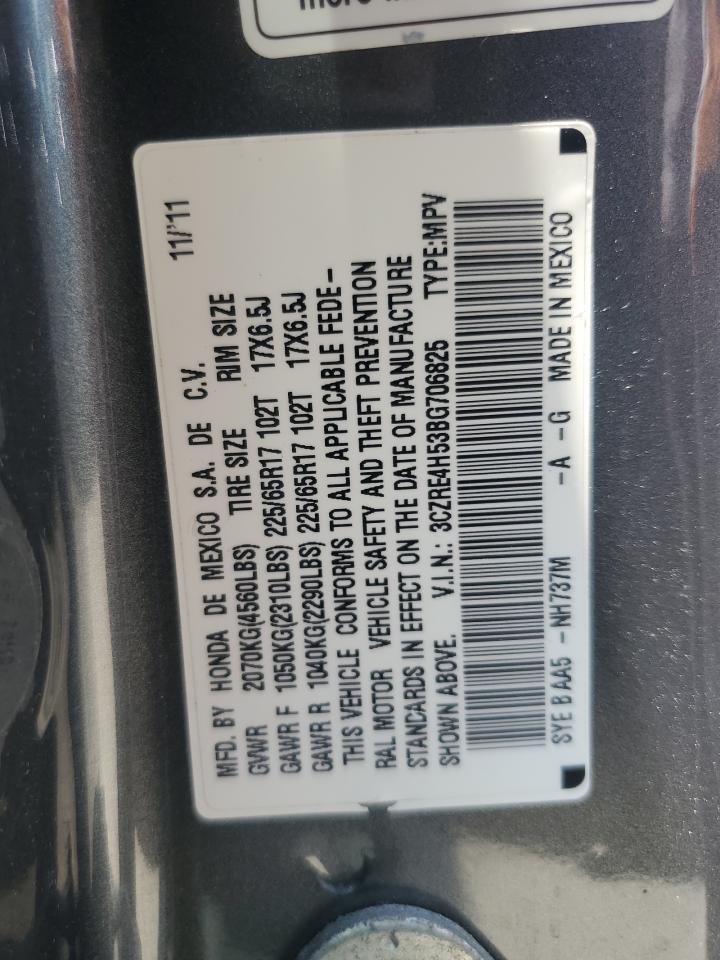 MFD. BY HONDA DE MEXICO S.A. DE C.V. 11/'11
GVWR 2070KG(4560LBS) TIRE SIZE RIM SIZE
GAWR F 1050KG(2310LBS) 225/65R17 102T 17X6.5J
GAWR R 1040KG(2290LBS) 225/65R17 102T 17X6.5J
THIS VEHICLE CONFORMS TO ALL APPLICABLE FEDE-
RAL MOTOR VEHICLE SAFETY AND THEFT PREVENTION
STANDARDS IN EFFECT ON THE DATE OF MANUFACTURE
SHOWN ABOVE. V.I.N.: 3CZRE4H53BG706825 TYPE:MPV
SYE BAA5 -NH737M -A -G MADE IN MEXICO